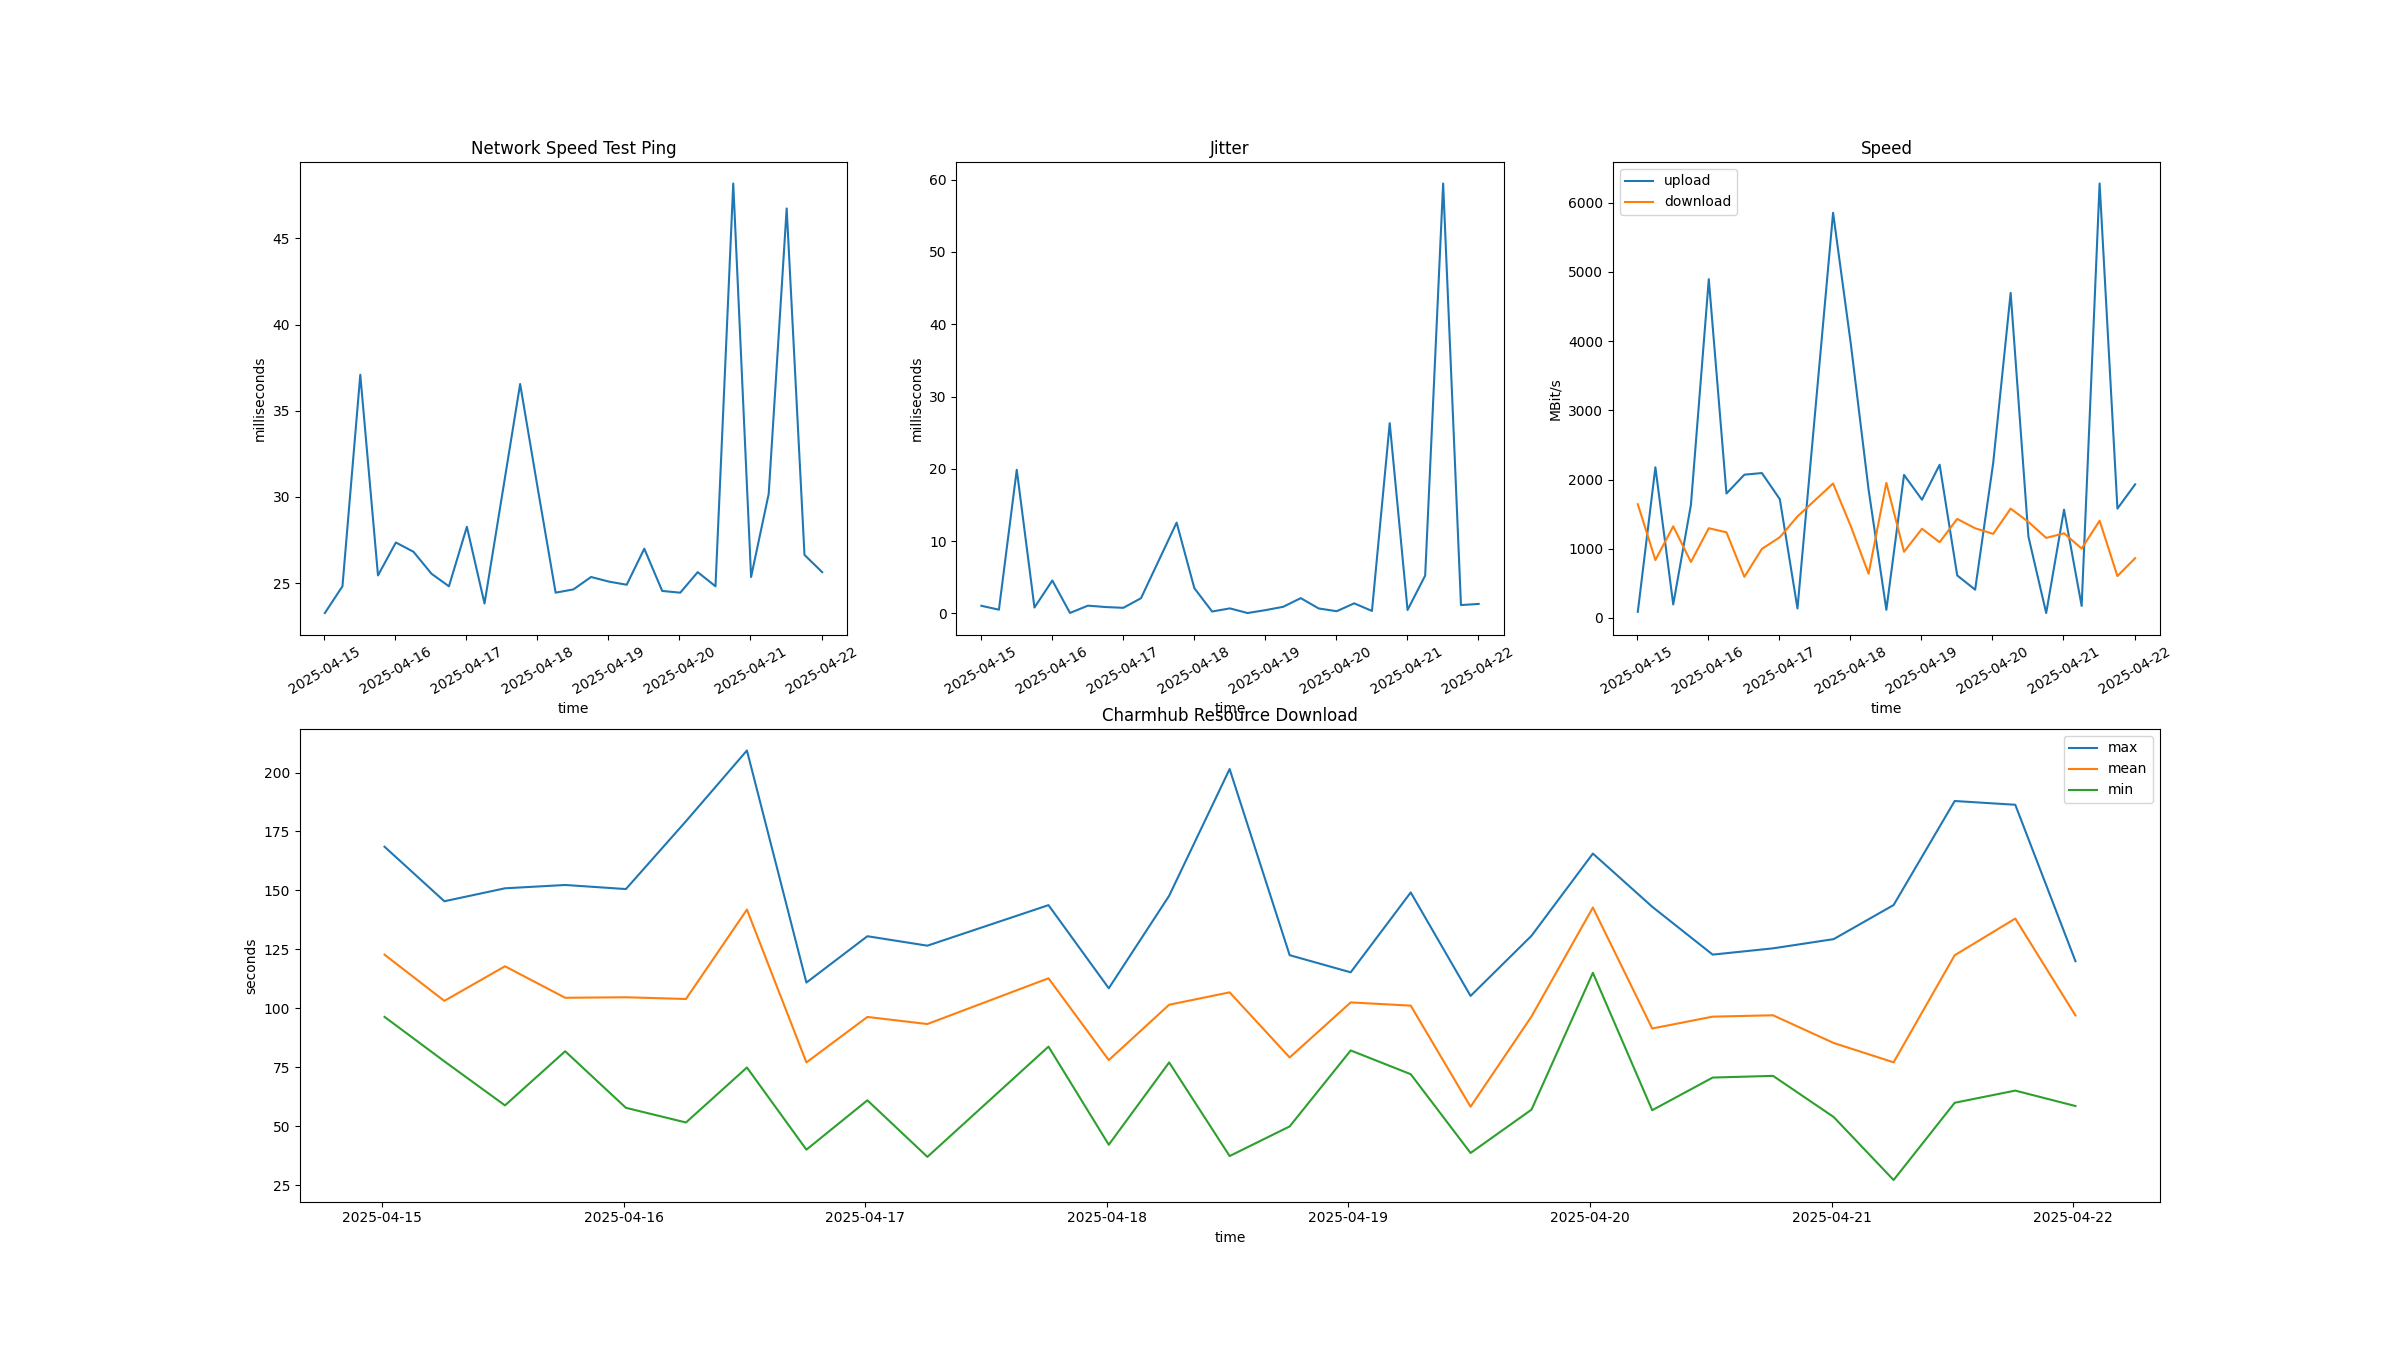 Network Speed Test Ping
milliseconds
45
40
35
30
25
2025-04-15 2025-04-16 2025-04-17 2025-04-18 2025-04-19 2025-04-20 2025-04-21 2025-04-22
time
Jitter
milliseconds
60
50
40
30
20
10
0
2025-04-15 2025-04-16 2025-04-17 2025-04-18 2025-04-19 2025-04-20 2025-04-21 2025-04-22
time
Speed
upload
download
MBit/s
6000
5000
4000
3000
2000
1000
0
2025-04-15 2025-04-16 2025-04-17 2025-04-18 2025-04-19 2025-04-20 2025-04-21 2025-04-22
time
Charmhub Resource Download
max
mean
min
seconds
200
175
150
125
100
75
50
25
2025-04-15 2025-04-16 2025-04-17 2025-04-18 2025-04-19 2025-04-20 2025-04-21 2025-04-22
time